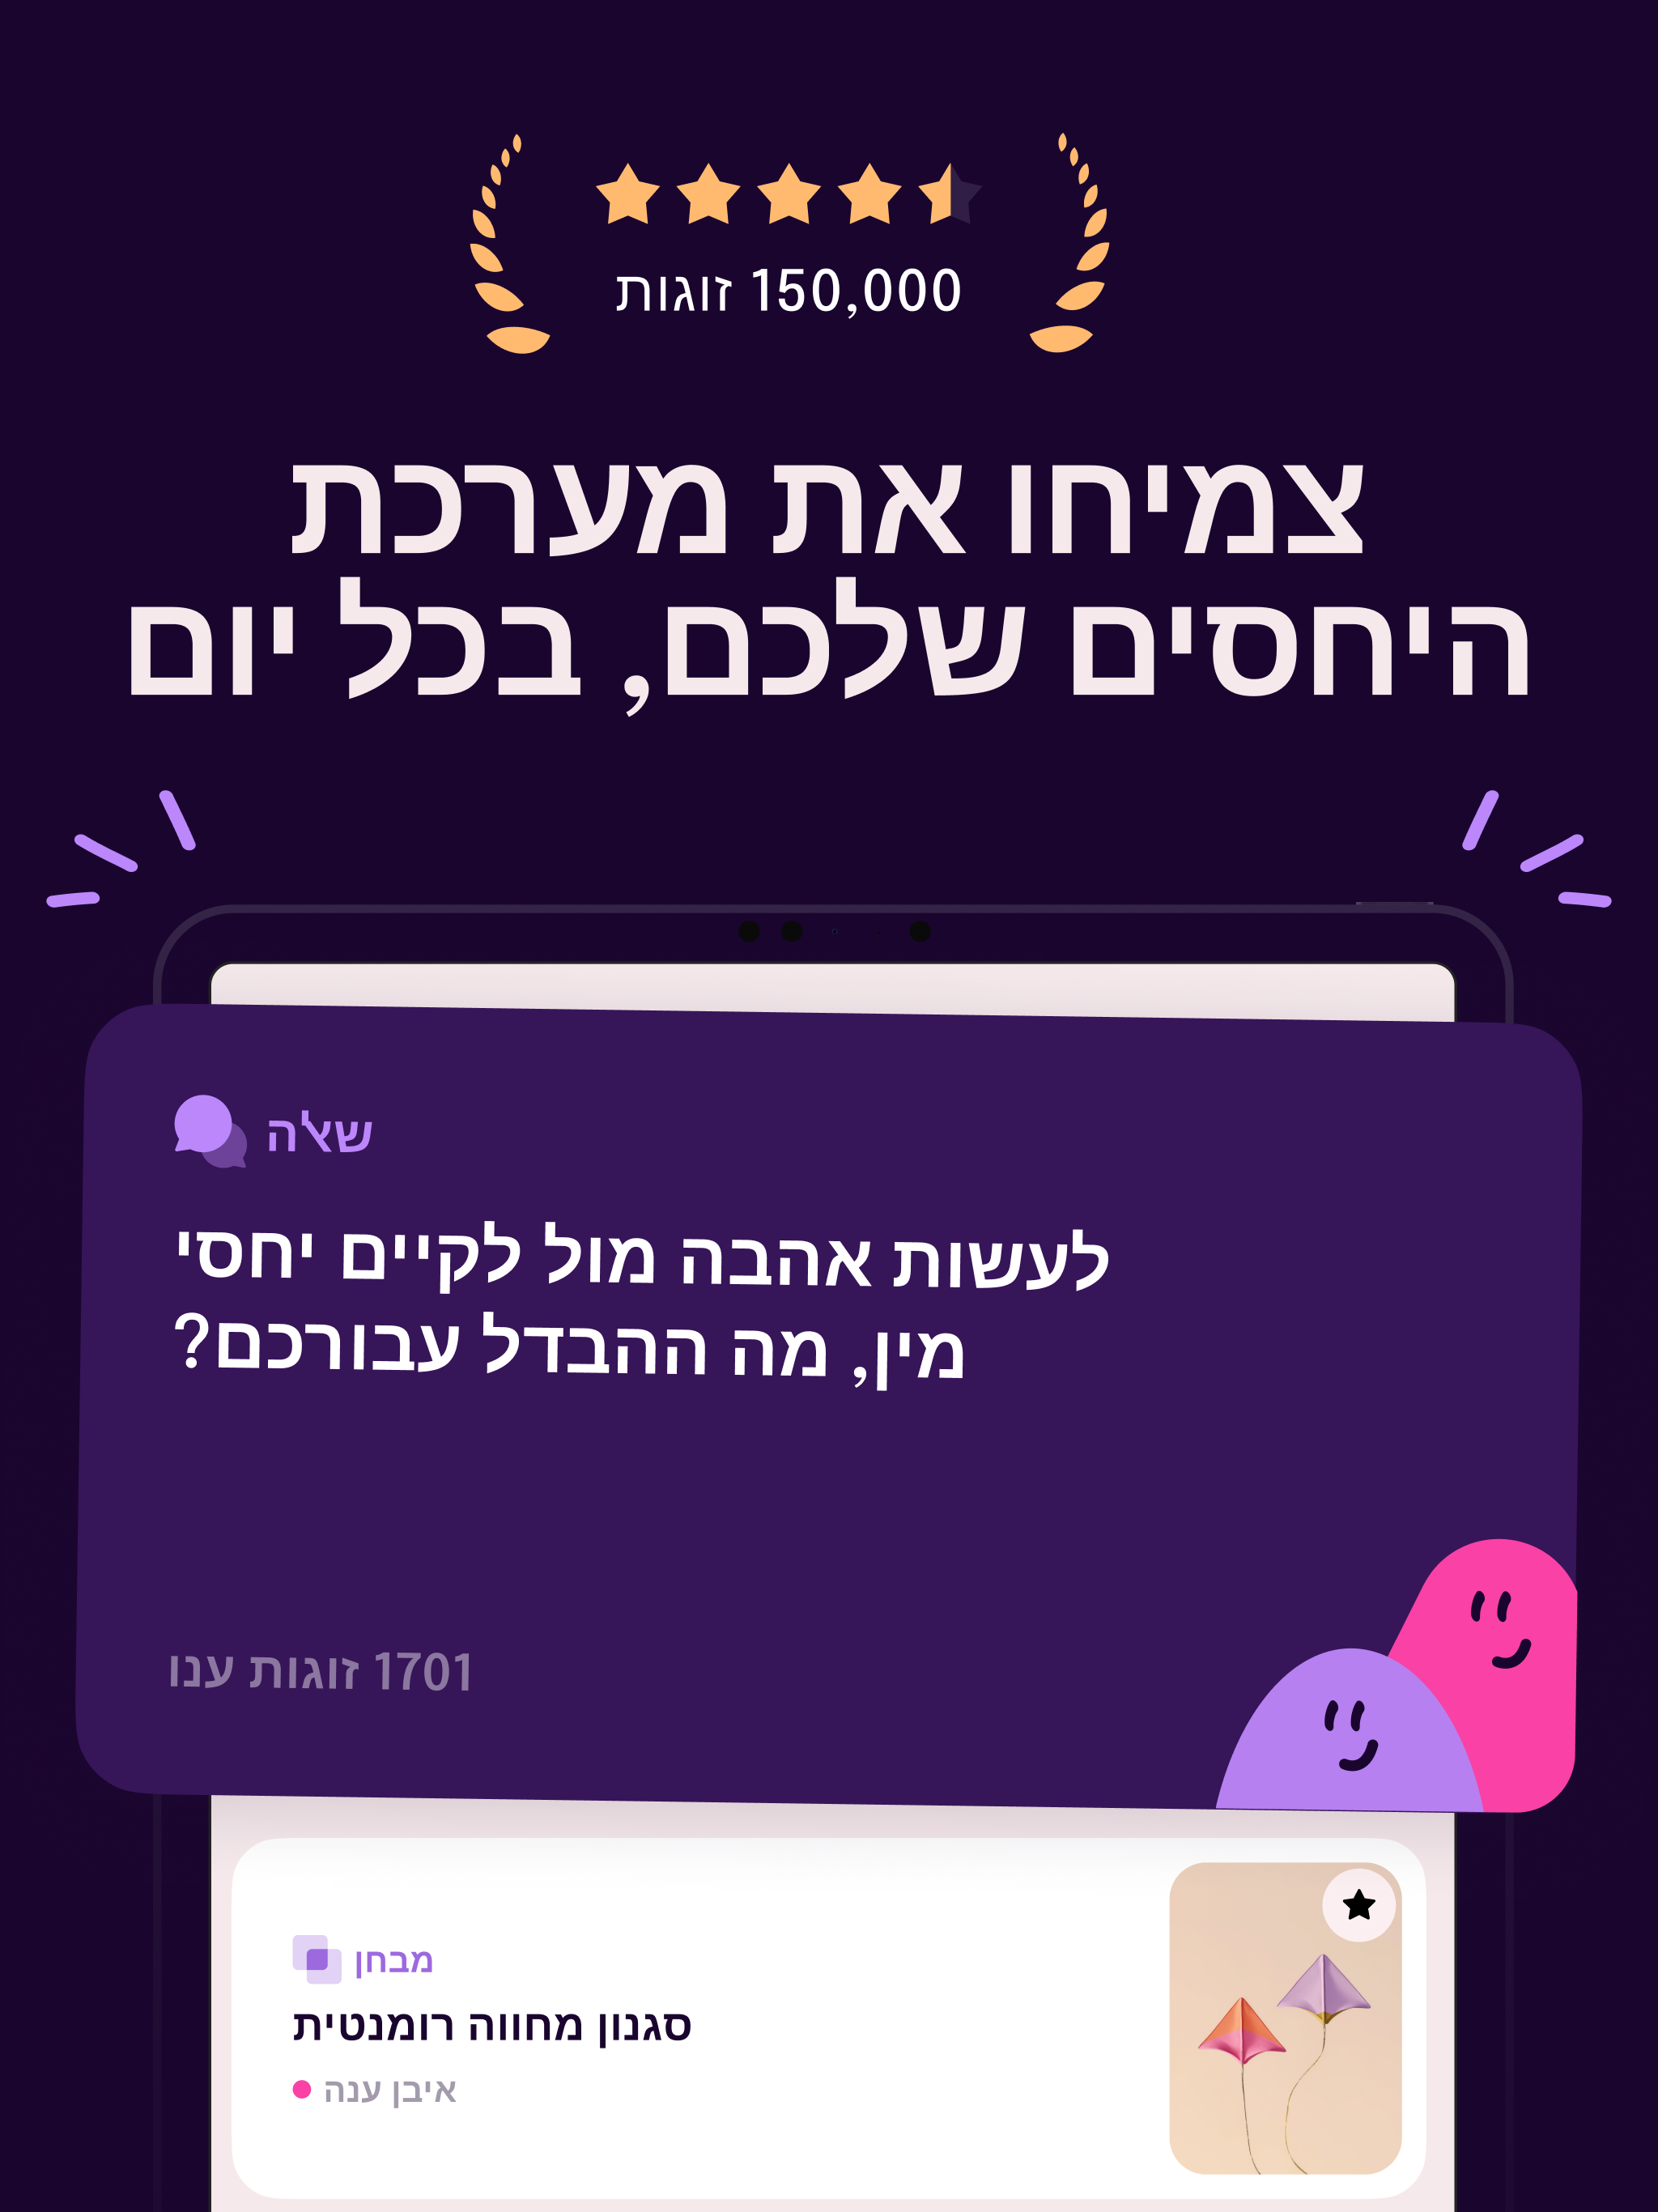 150,000 זוגות
צמיחו את מערכת
היחסים שלכם, בכל יום
שאלה
לעשות אהבה מול לקיים יחסי
מין, מה ההבדל עבורכם?
1701 זוגות ענו
מבחן
סגנון מחווה רומנטית
איבן ענה